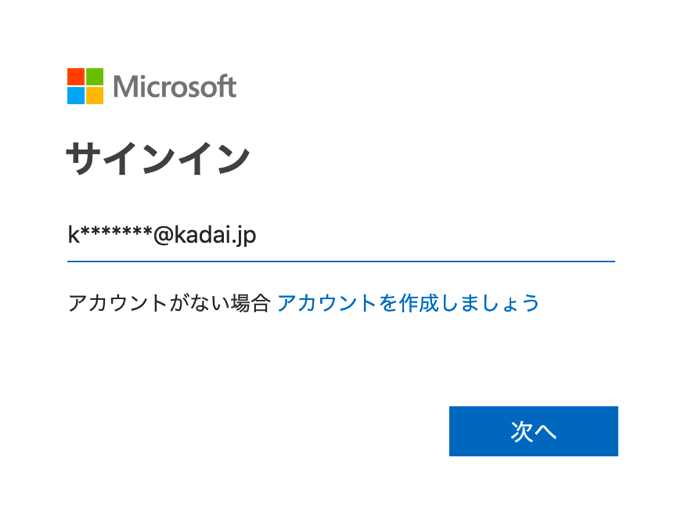 Microsoft
サインイン
k*******@kadai.jp
アカウントがない場合 アカウントを作成しましょう
次へ